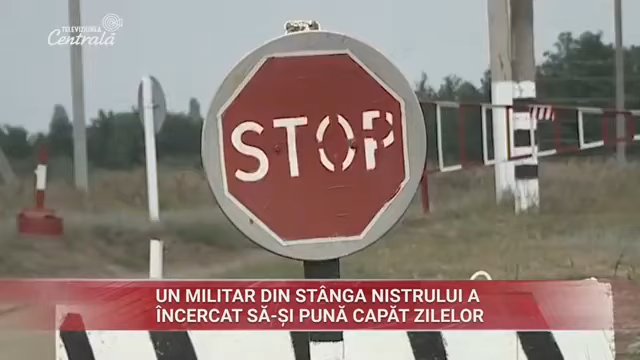 TELEVIZIUNEA
Centrală
STOP
UN MILITAR DIN STÂNGA NISTRULUI A
ÎNCERCAT SĂ-ȘI PUNĂ CAPĂT ZILELOR